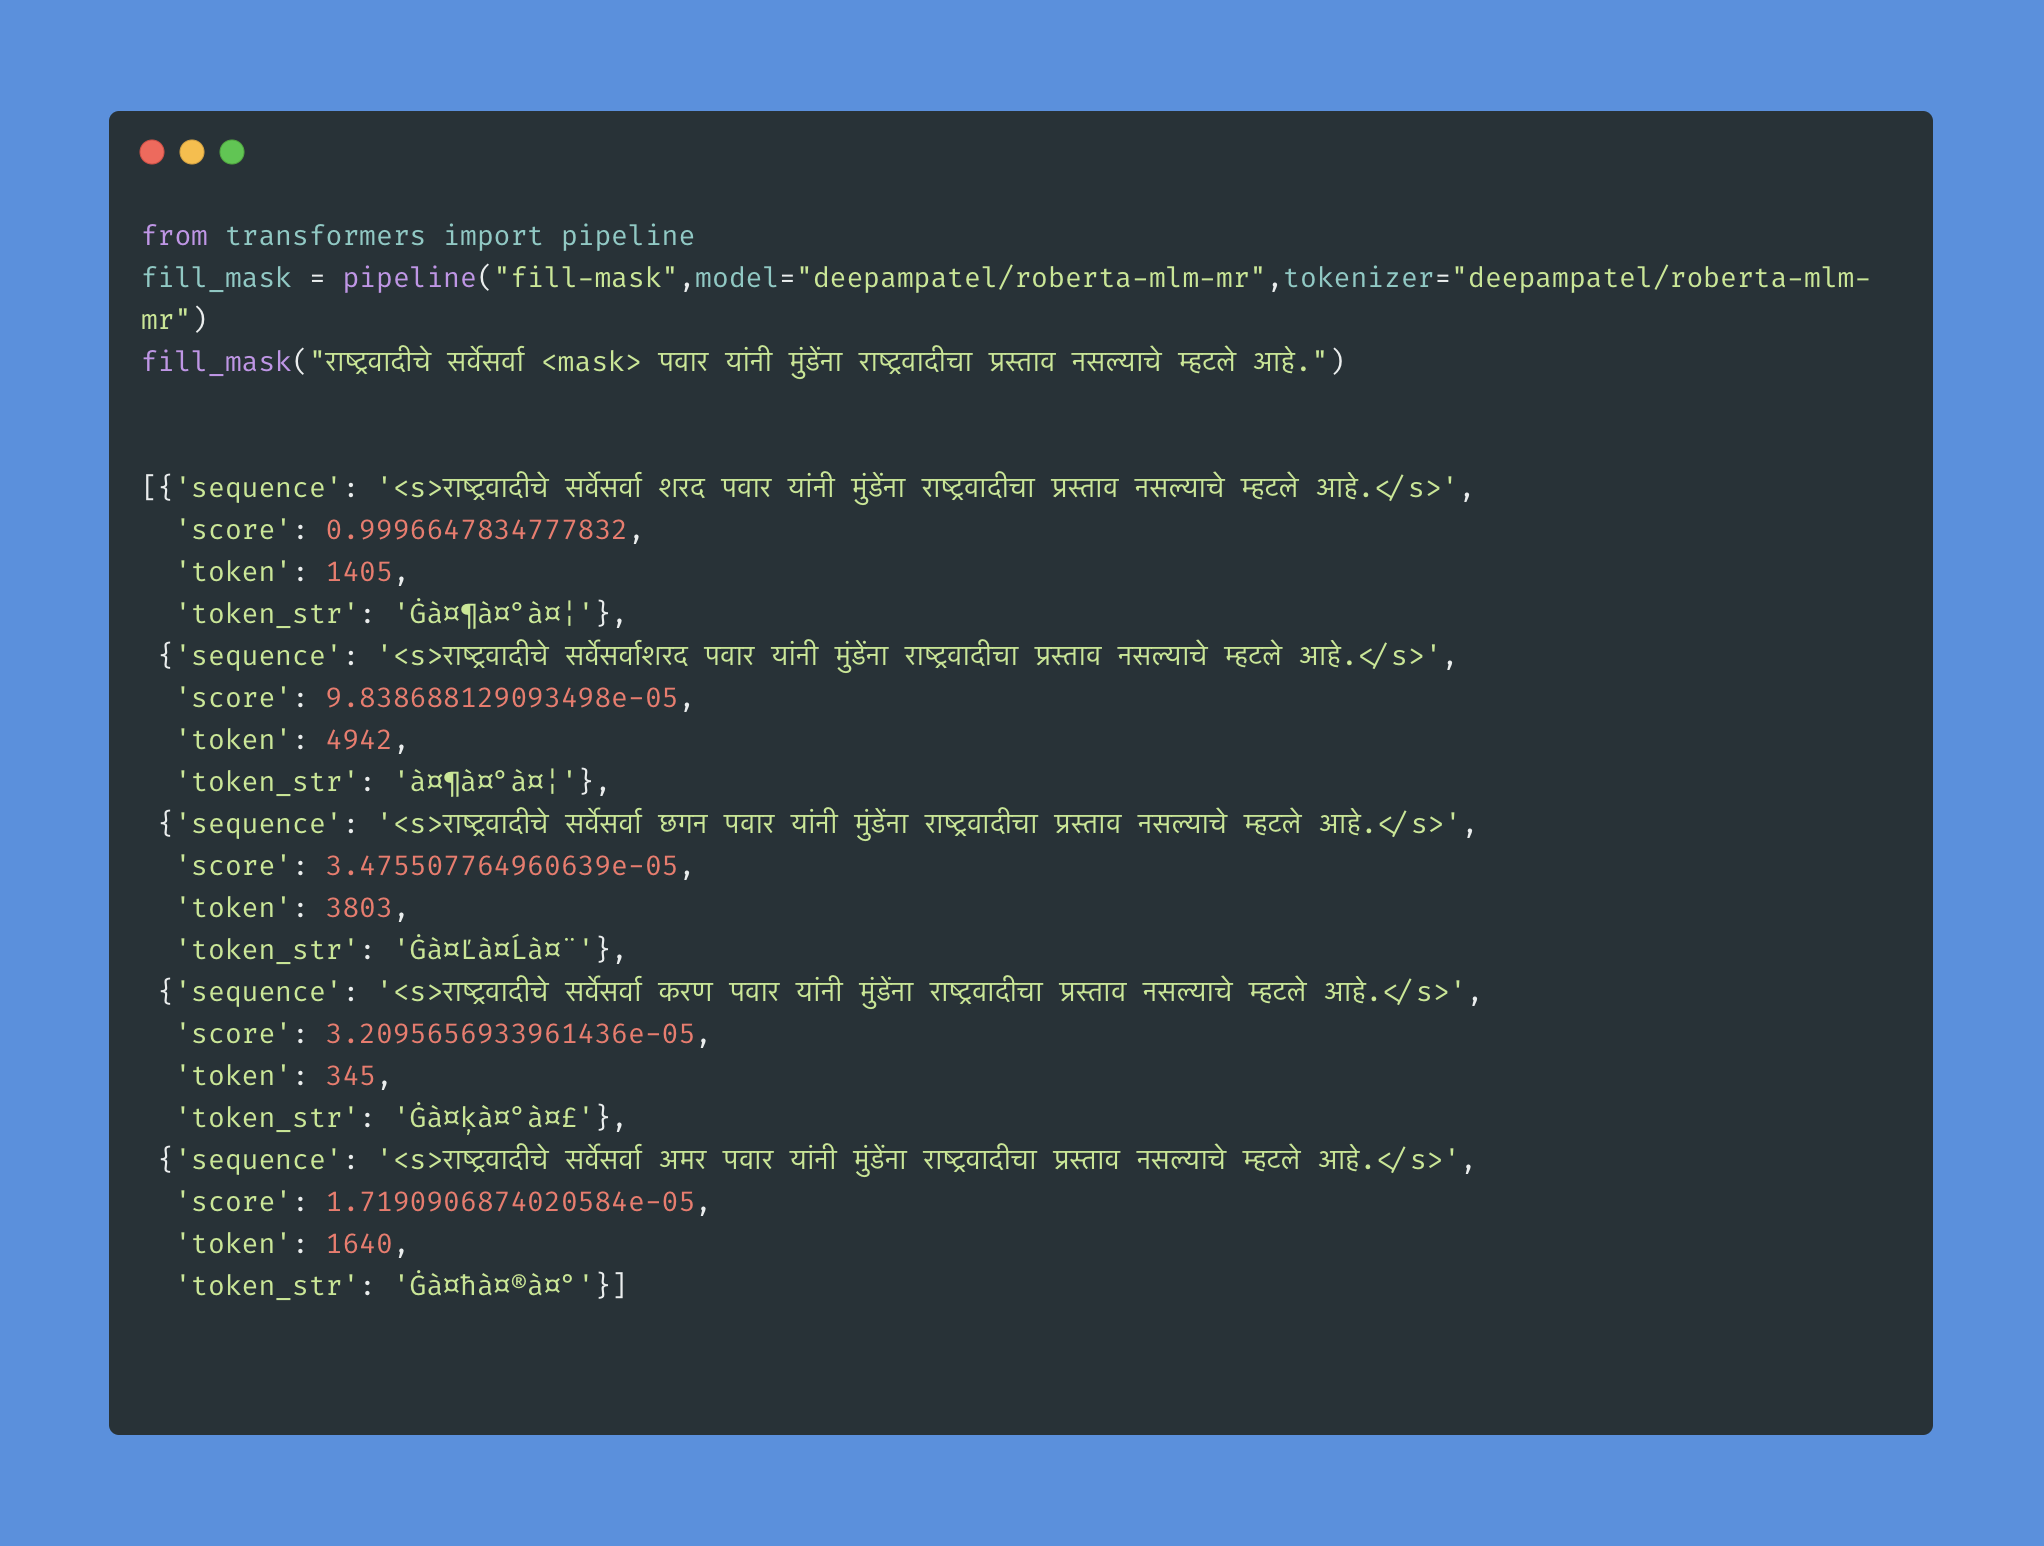 from transformers import pipeline
fill_mask = pipeline("fill-mask",model="deepampatel/roberta-mlm-mr",tokenizer="deepampatel/roberta-mlm-
mr")
fill_mask("राष्ट्रवादीचे सर्वेसर्वा <mask> पवार यांनी मुंडेंना राष्ट्रवादीचा प्रस्ताव नसल्याचे म्हटले आहे.")
[{'sequence': '<s>राष्ट्रवादीचे सर्वेसर्वा शरद पवार यांनी मुंडेंना राष्ट्रवादीचा प्रस्ताव नसल्याचे म्हटले आहे.</s>',
'score': 0.9996647834777832,
'token': 1405,
'token_str': 'Ġà¤¶à¤°à¤¦'},
{'sequence': '<s>राष्ट्रवादीचे सर्वेसर्वाशरद पवार यांनी मुंडेंना राष्ट्रवादीचा प्रस्ताव नसल्याचे म्हटले आहे.</s>',
'score': 9.838688129093498e-05,
'token': 4942,
'token_str': 'à¤¶à¤°à¤¦'},
{'sequence': '<s>राष्ट्रवादीचे सर्वेसर्वा छगन पवार यांनी मुंडेंना राष्ट्रवादीचा प्रस्ताव नसल्याचे म्हटले आहे.</s>',
'score': 3.475507764960639e-05,
'token': 3803,
'token_str': 'Ġà¤Ľà¤Ĺà¤¨'},
{'sequence': '<s>राष्ट्रवादीचे सर्वेसर्वा करण पवार यांनी मुंडेंना राष्ट्रवादीचा प्रस्ताव नसल्याचे म्हटले आहे.</s>',
'score': 3.2095656933961436e-05,
'token': 345,
'token_str': 'Ġà¤ķà¤°à¤£'},
{'sequence': '<s>राष्ट्रवादीचे सर्वेसर्वा अमर पवार यांनी मुंडेंना राष्ट्रवादीचा प्रस्ताव नसल्याचे म्हटले आहे.</s>',
'score': 1.7190906874020584e-05,
'token': 1640,
'token_str': 'Ġà¤ħà¤®à¤°'}]